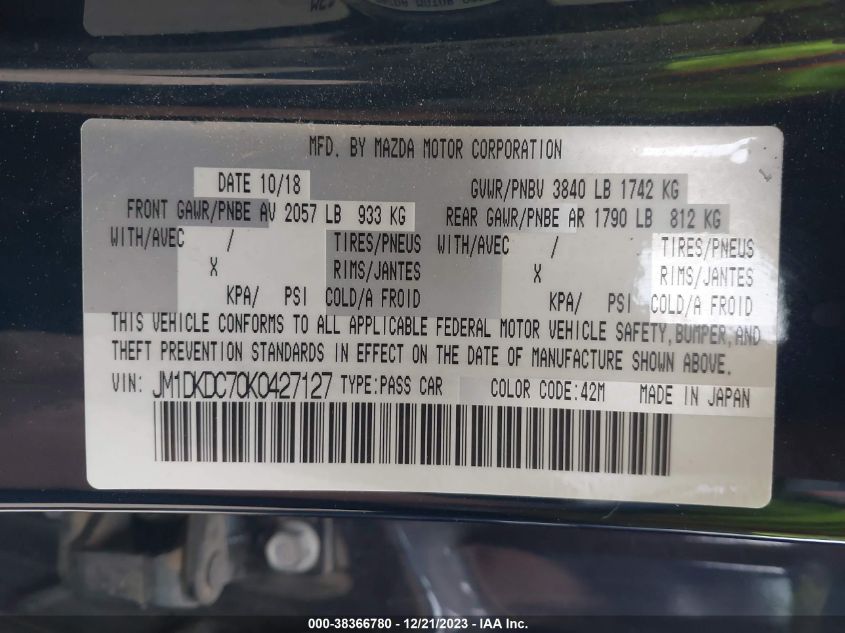 MFD. BY MAZDA MOTOR CORPORATION
DATE 10/18 GVWR/PNBV 3840 LB 1742 KG
FRONT GAWR/PNBE AV 2057 LB 933 KG REAR GAWR/PNBE AR 1790 LB 812 KG
WITH/AVEC / TIRES/PNEUS WITH/AVEC / TIRES/PNEUS
X RIMS/JANTES X RIMS/JANTES
KPA/ PSI COLD/A FROID KPA/ PSI COLD/A FROID
THIS VEHICLE CONFORMS TO ALL APPLICABLE FEDERAL MOTOR VEHICLE SAFETY, BUMPER, AND
THEFT PREVENTION STANDARDS IN EFFECT ON THE DATE OF MANUFACTURE SHOWN ABOVE.
VIN: JM1DKDC70K0427127 TYPE:PASS CAR COLOR CODE:42M MADE IN JAPAN
000-38366780 - 12/21/2023 - IAA Inc.